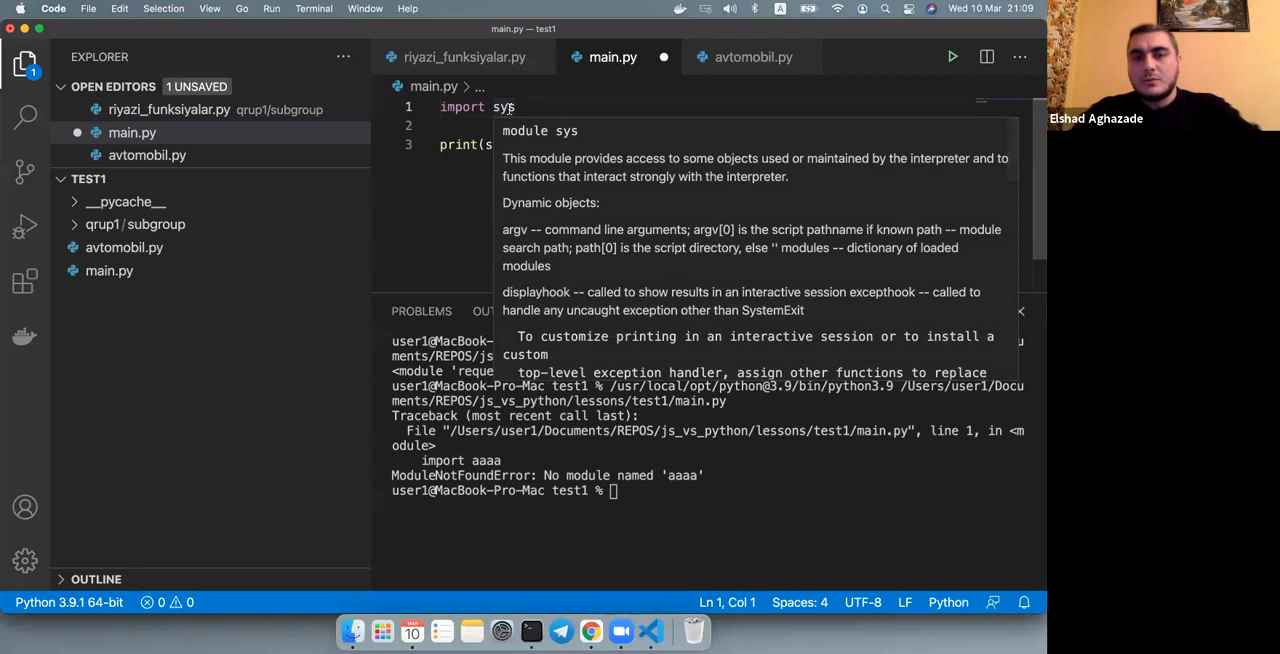 Code File Edit Selection View Go Run Terminal Window Help A Wed 10 Mar 21:09
main.py — test1
EXPLORER ···
riyazi_funksiyalar.py main.py avtomobil.py ···
OPEN EDITORS 1 UNSAVED
1
main.py > ...
riyazi_funksiyalar.py qrup1/subgroup
main.py
avtomobil.py
TEST1
__pycache__
qrup1/subgroup
avtomobil.py
main.py
OUTLINE
1 import sys
2
3 print(s
module sys
This module provides access to some objects used or maintained by the interpreter and to
functions that interact strongly with the interpreter.
Dynamic objects:
argv -- command line arguments; argv[0] is the script pathname if known path -- module
search path; path[0] is the script directory, else '' modules -- dictionary of loaded
modules
displayhook -- called to show results in an interactive session excepthook -- called to
handle any uncaught exception other than SystemExit
To customize printing in an interactive session or to install a
custom
top-level exception handler, assign other functions to replace
PROBLEMS OU
user1@MacBook-
u
ments/REPOS/js_
<module 'reque
user1@MacBook-Pro-Mac test1 % /usr/local/opt/python@3.9/bin/python3.9 /Users/user1/Docu
ments/REPOS/js_vs_python/lessons/test1/main.py
Traceback (most recent call last):
File "/Users/user1/Documents/REPOS/js_vs_python/lessons/test1/main.py", line 1, in <m
odule>
import aaaa
ModuleNotFoundError: No module named 'aaaa'
user1@MacBook-Pro-Mac test1 %
Python 3.9.1 64-bit 0 0 Ln 1, Col 1 Spaces: 4 UTF-8 LF Python
MAR
10
Elshad Aghazade